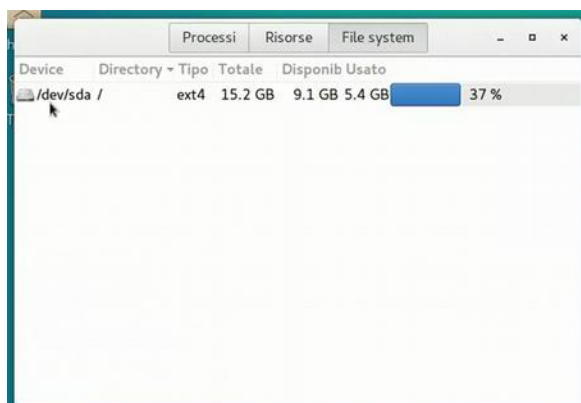 Processi Risorse File system
Device Directory Tipo Totale Disponib Usato
/dev/sda / ext4 15.2 GB 9.1 GB 5.4 GB 37 %